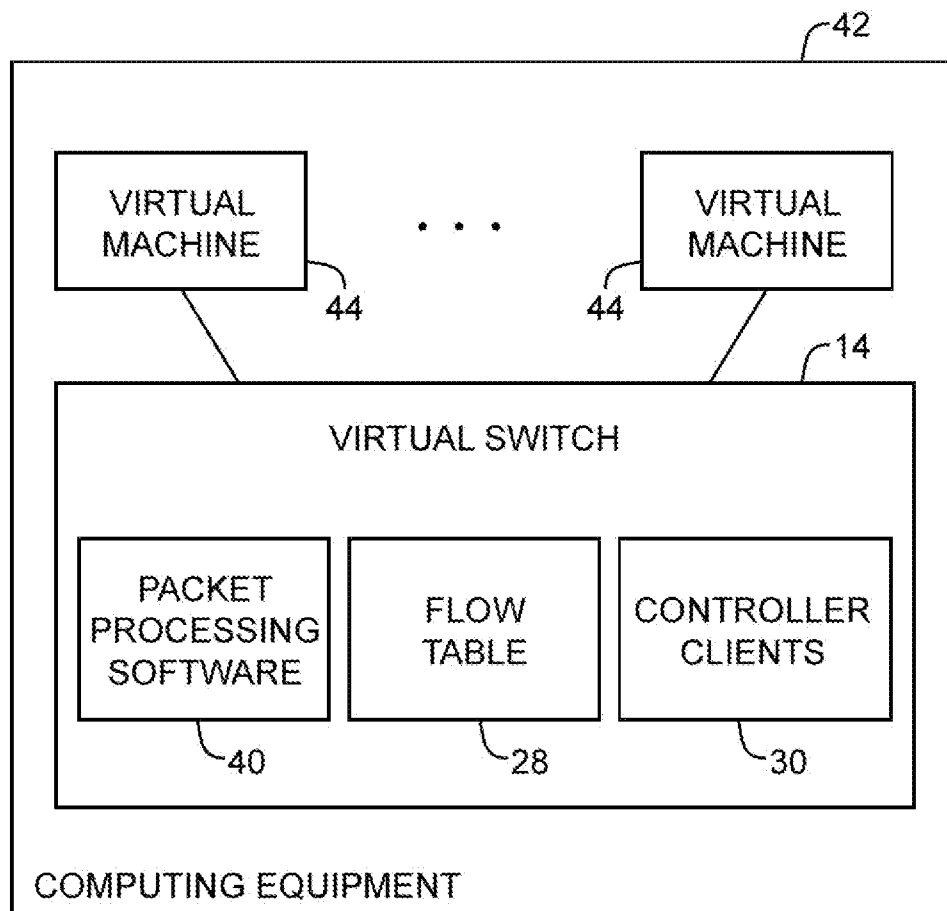 42
VIRTUAL
MACHINE
. . .
VIRTUAL
MACHINE
44
44
14
VIRTUAL SWITCH
PACKET
PROCESSING
SOFTWARE
FLOW
TABLE
CONTROLLER
CLIENTS
40
28
30
COMPUTING EQUIPMENT